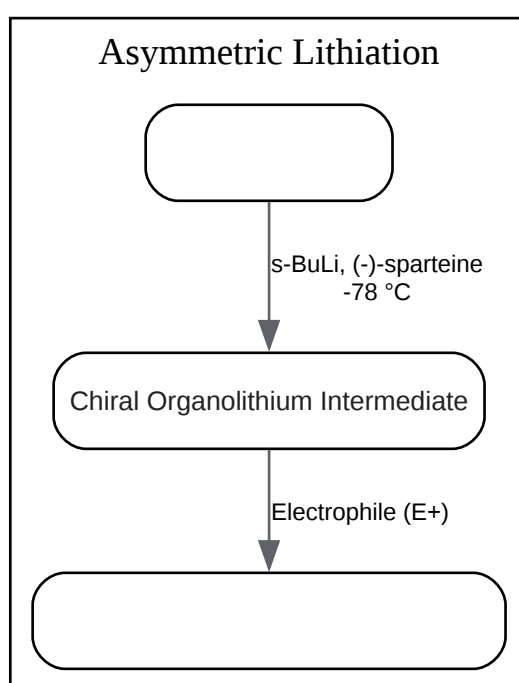 Asymmetric Lithiation
s-BuLi, (-)-sparteine
-78 °C
Chiral Organolithium Intermediate
Electrophile (E+)